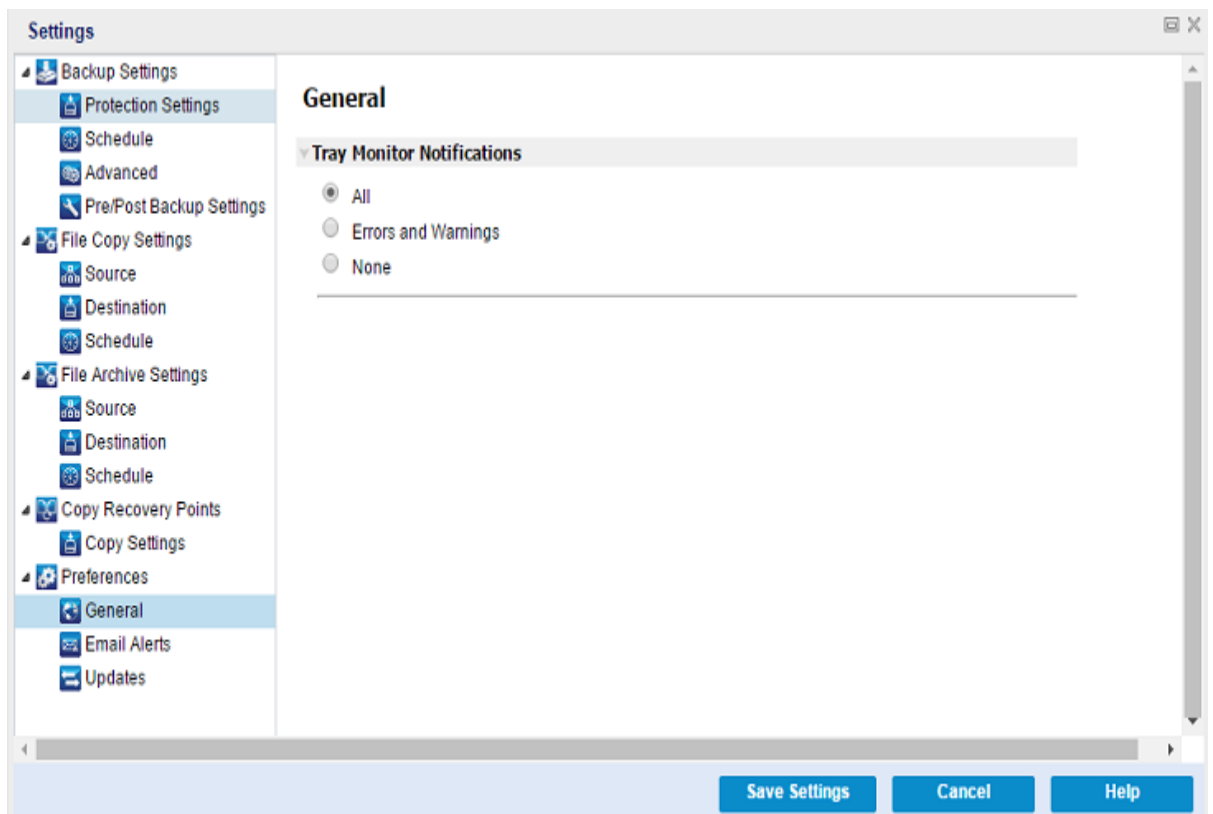 Settings
Backup Settings
Protection Settings
Schedule
Advanced
Pre/Post Backup Settings
File Copy Settings
Source
Destination
Schedule
File Archive Settings
Source
Destination
Schedule
Copy Recovery Points
Copy Settings
Preferences
General
Email Alerts
Updates
General
Tray Monitor Notifications
All
Errors and Warnings
None
Save Settings
Cancel
Help